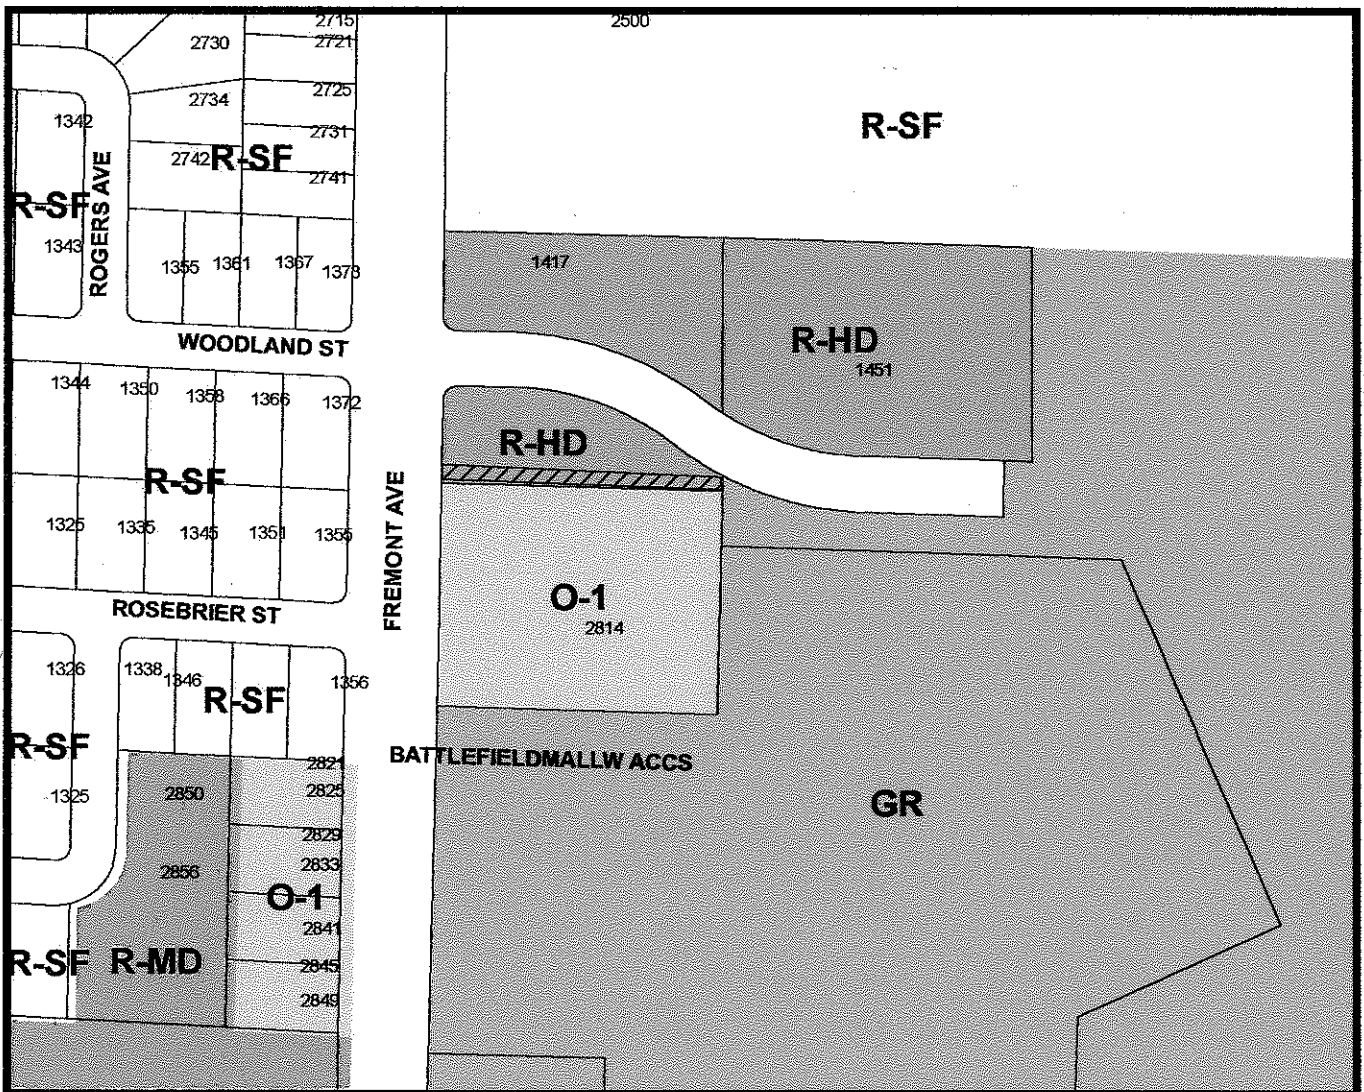 2715
2500
2730
2721
2734
2725
1342
2731
R-SF
2742
R-SF
2741
ROGERS AVE
R-SF
1343
1355
1361
1367
1373
1417
WOODLAND ST
R-HD
1451
1344
1350
1358
1366
1372
R-HD
R-SF
FREMONT AVE
1325
1335
1345
1351
1355
O-1
2814
ROSEBRIER ST
1326
1338
1346
R-SF
1356
R-SF
BATTLEFIELDMALLW ACCS
2821
1325
2850
2825
GR
2829
2856
2833
O-1
2841
R-SF
R-MD
2845
2849